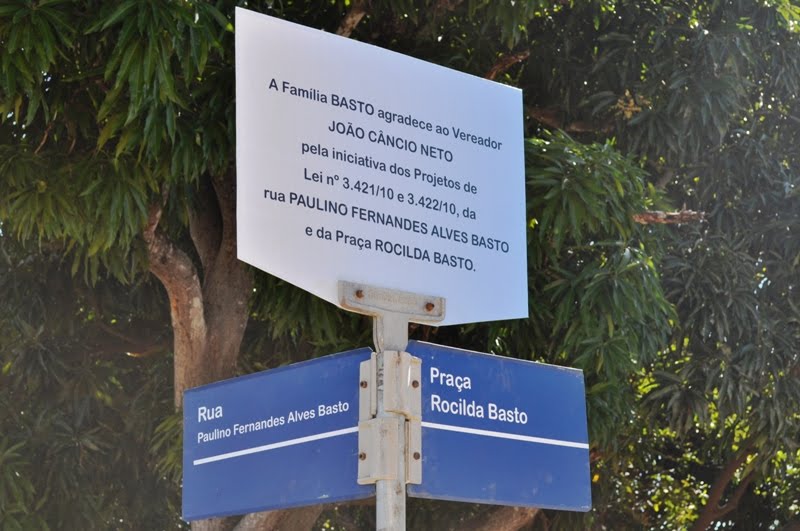 A Família BASTO agradece ao Vereador
JOÃO CÂNCIO NETO
pela iniciativa dos Projetos de
Lei nº 3.421/10 e 3.422/10, da
rua PAULINO FERNANDES ALVES BASTO
e da Praça ROCILDA BASTO.
Rua
Paulino Fernandes Alves Basto
Praça
Rocilda Basto